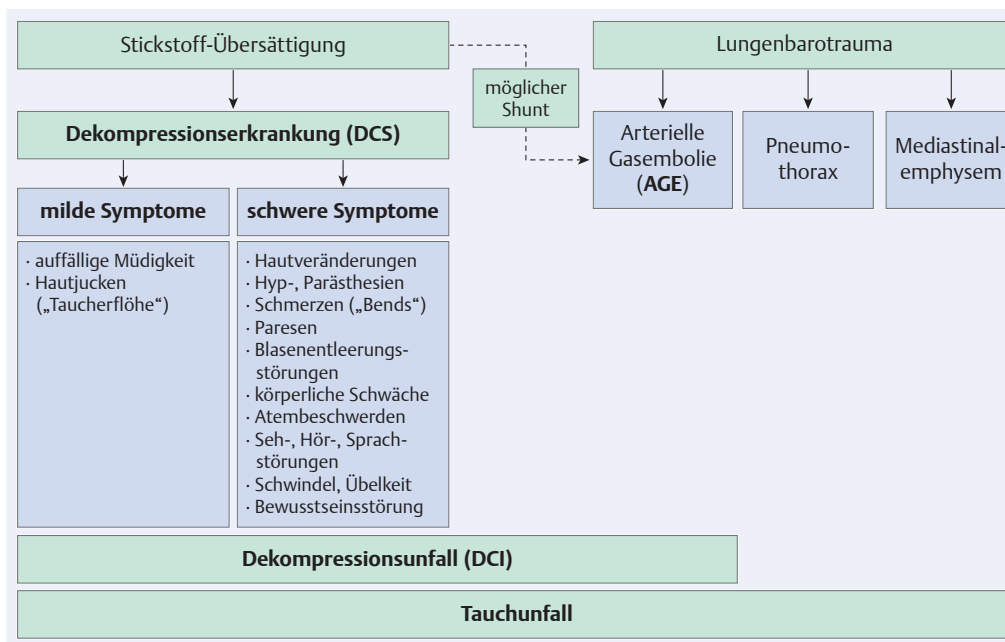 Stickstoff-Übersättigung
Lungenbarotrauma
möglicher
Shunt
Dekompressionserkrankung (DCS)
Arterielle
Gasembolie
(AGE)
Pneumo-
thorax
Mediastinal-
emphysem
milde Symptome
schwere Symptome
· auffällige Müdigkeit
· Hautjucken
(„Taucherflöhe“)
· Hautveränderungen
· Hyp-, Parästhesien
· Schmerzen („Bends“)
· Paresen
· Blasenentleerungs-
störungen
· körperliche Schwäche
· Atembeschwerden
· Seh-, Hör-, Sprach-
störungen
· Schwindel, Übelkeit
· Bewusstseinsstörung
Dekompressionsunfall (DCI)
Tauchunfall